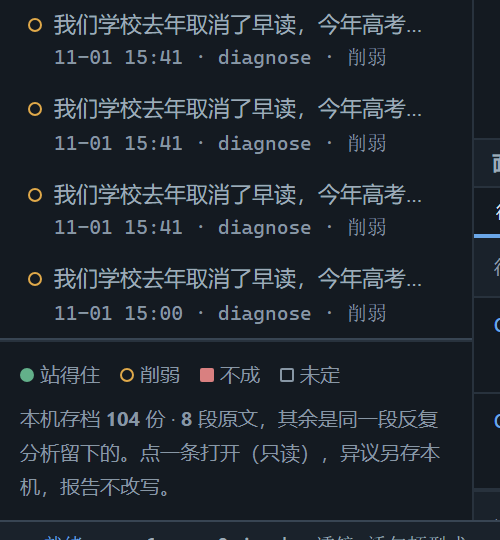 我们学校去年取消了早读，今年高考...
11-01 15:41 · diagnose · 削弱
我们学校去年取消了早读，今年高考...
11-01 15:41 · diagnose · 削弱
我们学校去年取消了早读，今年高考...
11-01 15:41 · diagnose · 削弱
我们学校去年取消了早读，今年高考...
11-01 15:00 · diagnose · 削弱
站得住 削弱 不成 未定
本机存档 104 份 · 8 段原文，其余是同一段反复
分析留下的。点一条打开（只读），异议另存本
机，报告不改写。